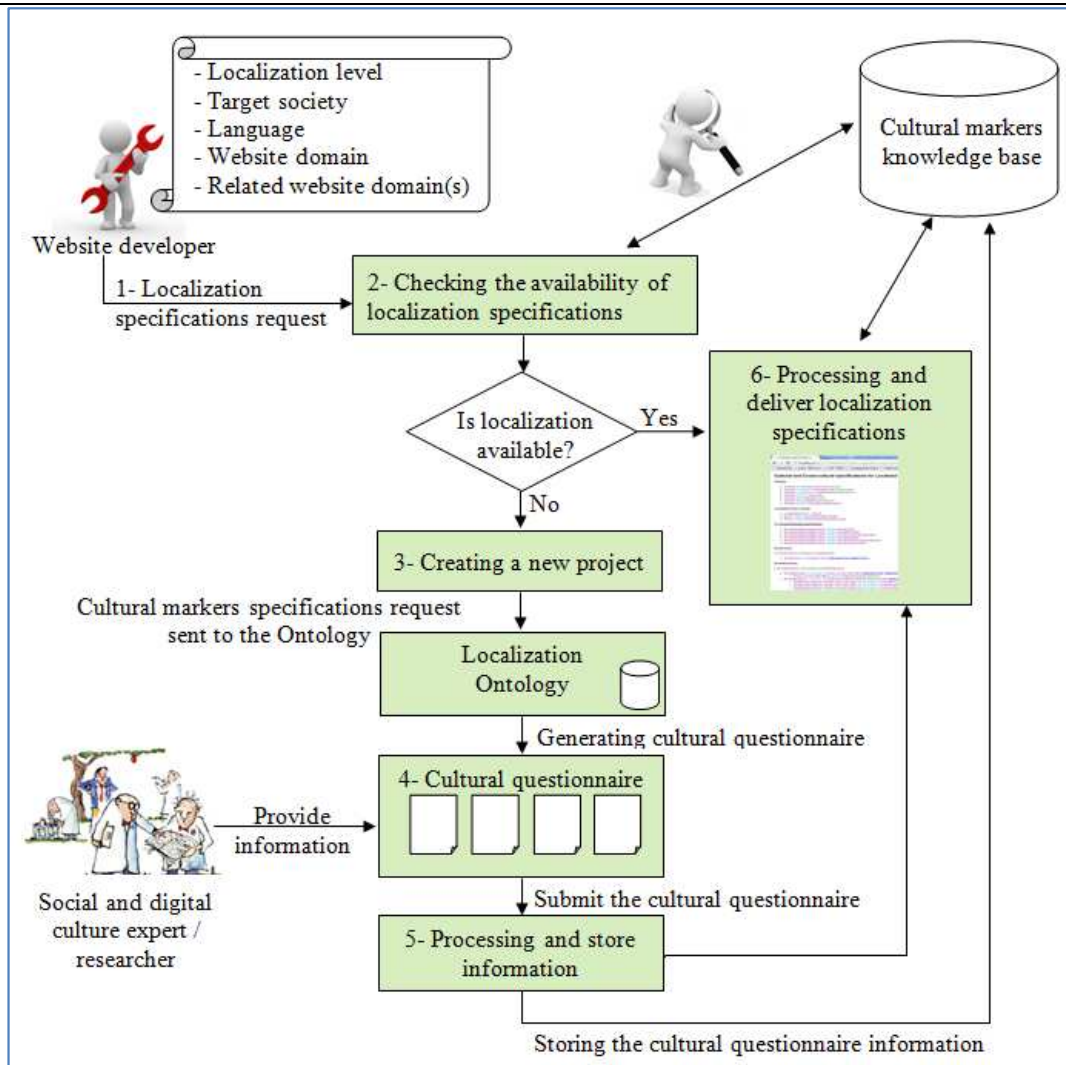 - Localization level
- Target society
- Language
- Website domain
- Related website domain(s)
Cultural markers
knowledge base
Website developer
1- Localization
specifications request
2- Checking the availability of
localization specifications
Is localization
available?
Yes
No
6- Processing and
deliver localization
specifications
3- Creating a new project
Cultural markers specifications request
sent to the Ontology
Localization
Ontology
Generating cultural questionnaire
4- Cultural questionnaire
Provide
information
Social and digital
culture expert /
researcher
Submit the cultural questionnaire
5- Processing and store
information
Storing the cultural questionnaire information